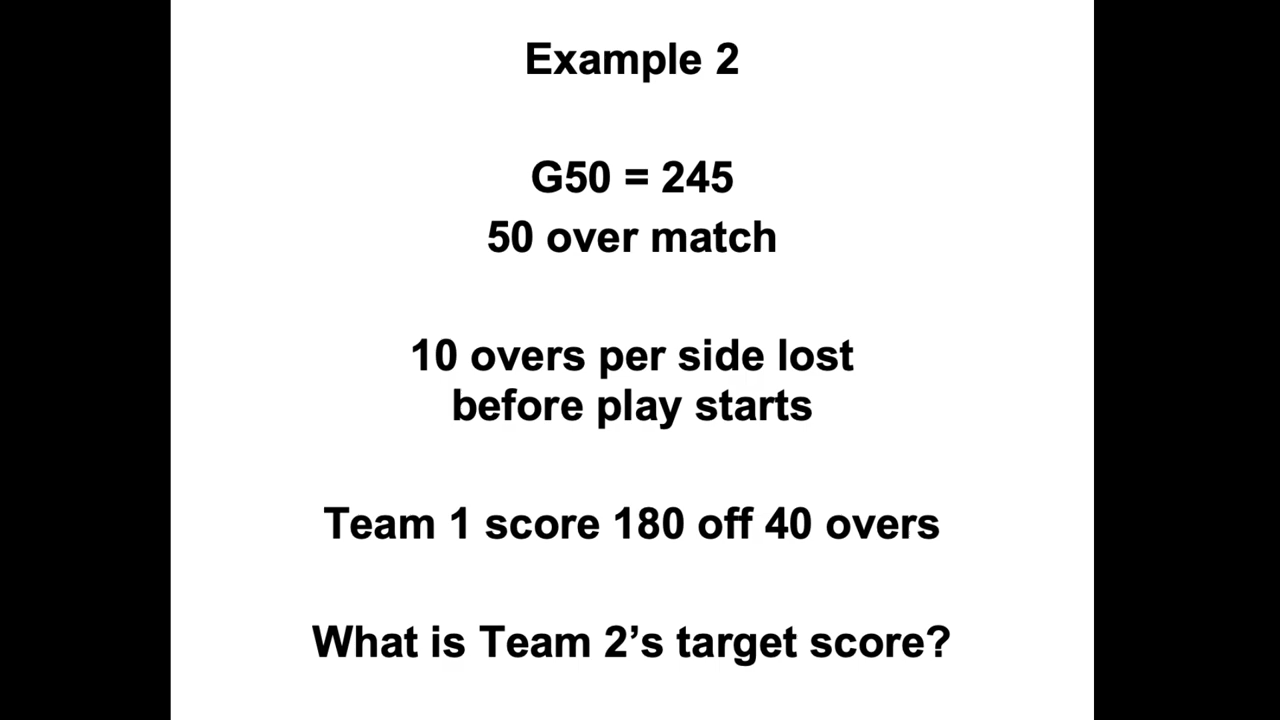 Example 2
G50 = 245
50 over match
10 overs per side lost
before play starts
Team 1 score 180 off 40 overs
What is Team 2’s target score?